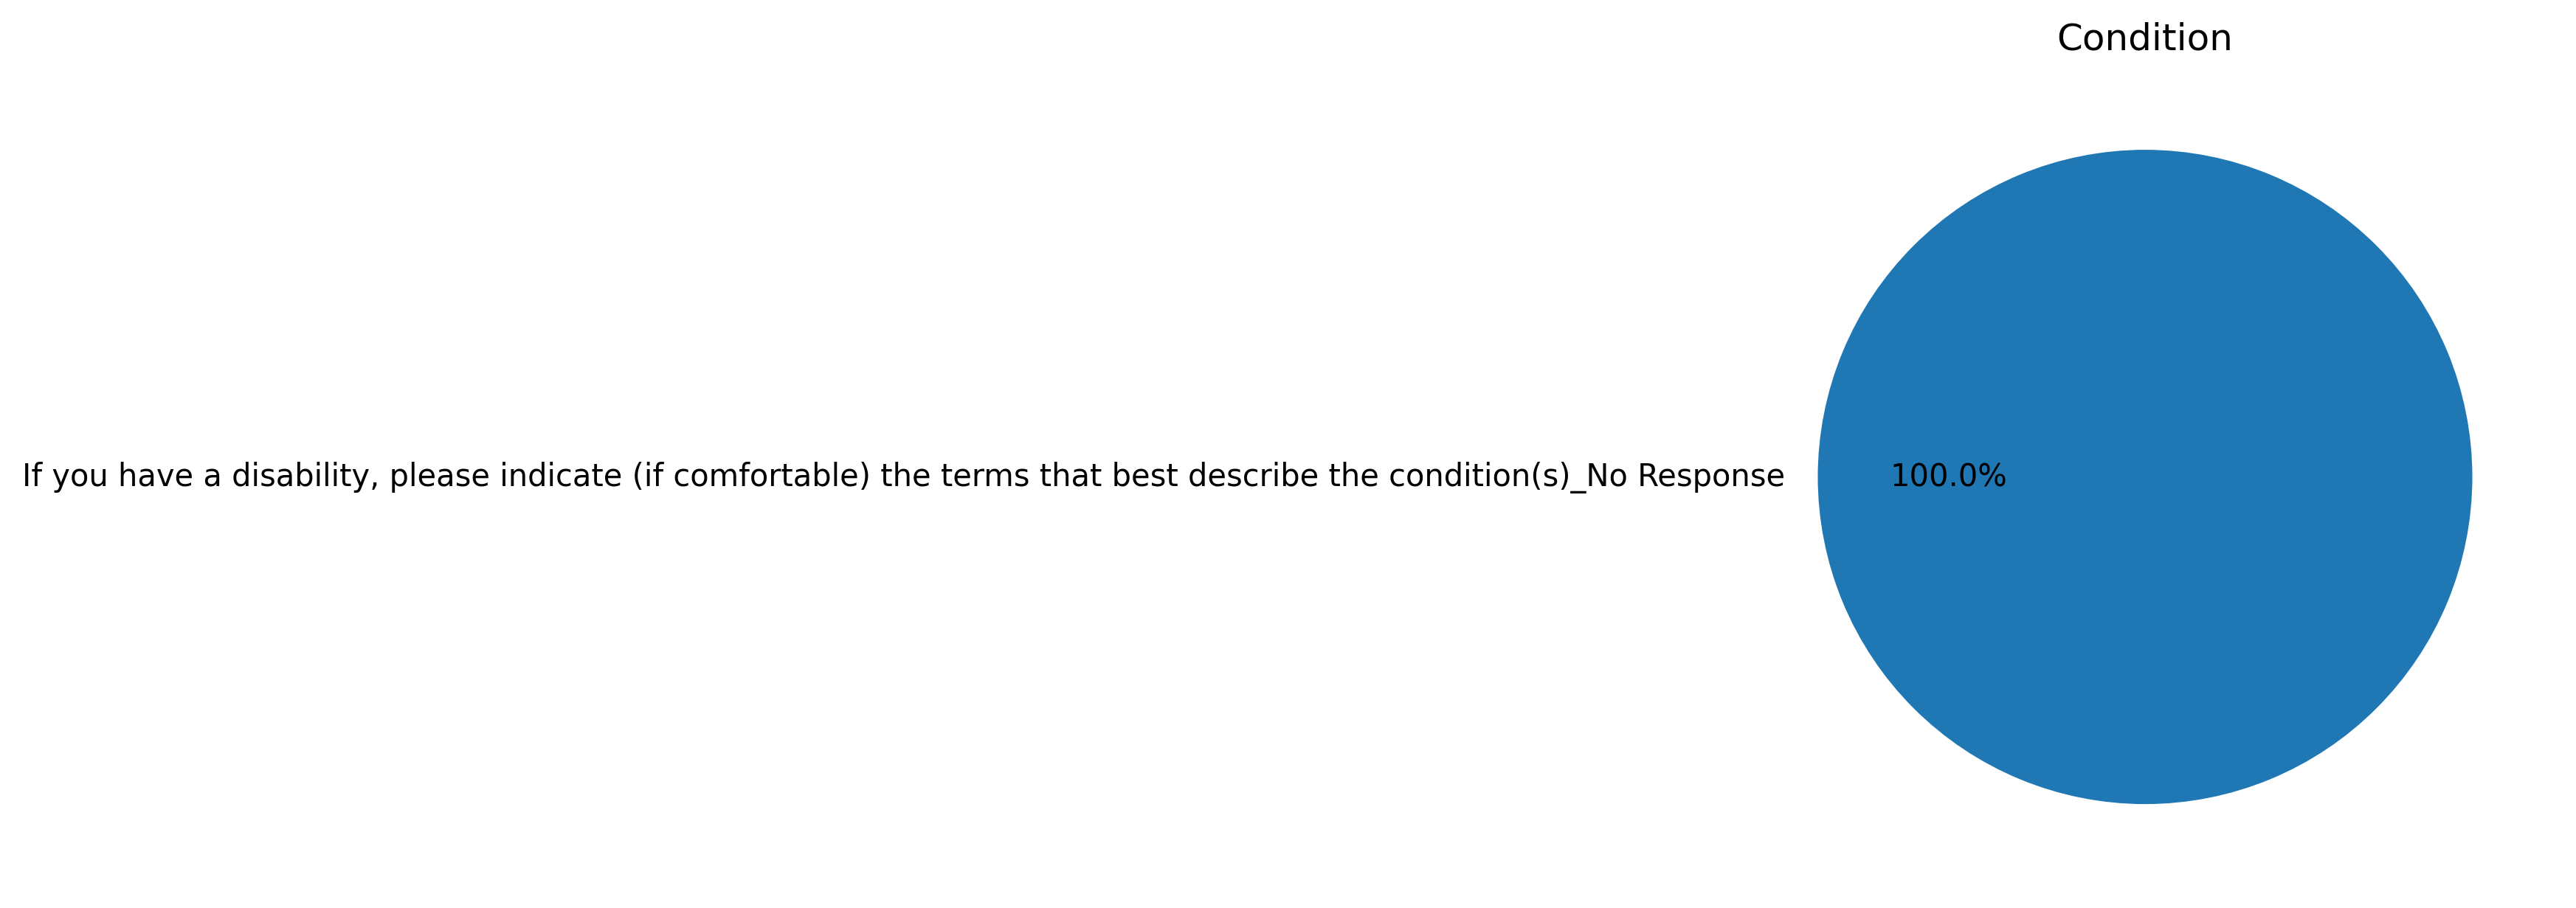 Condition
If you have a disability, please indicate (if comfortable) the terms that best describe the condition(s)_No Response
100.0%